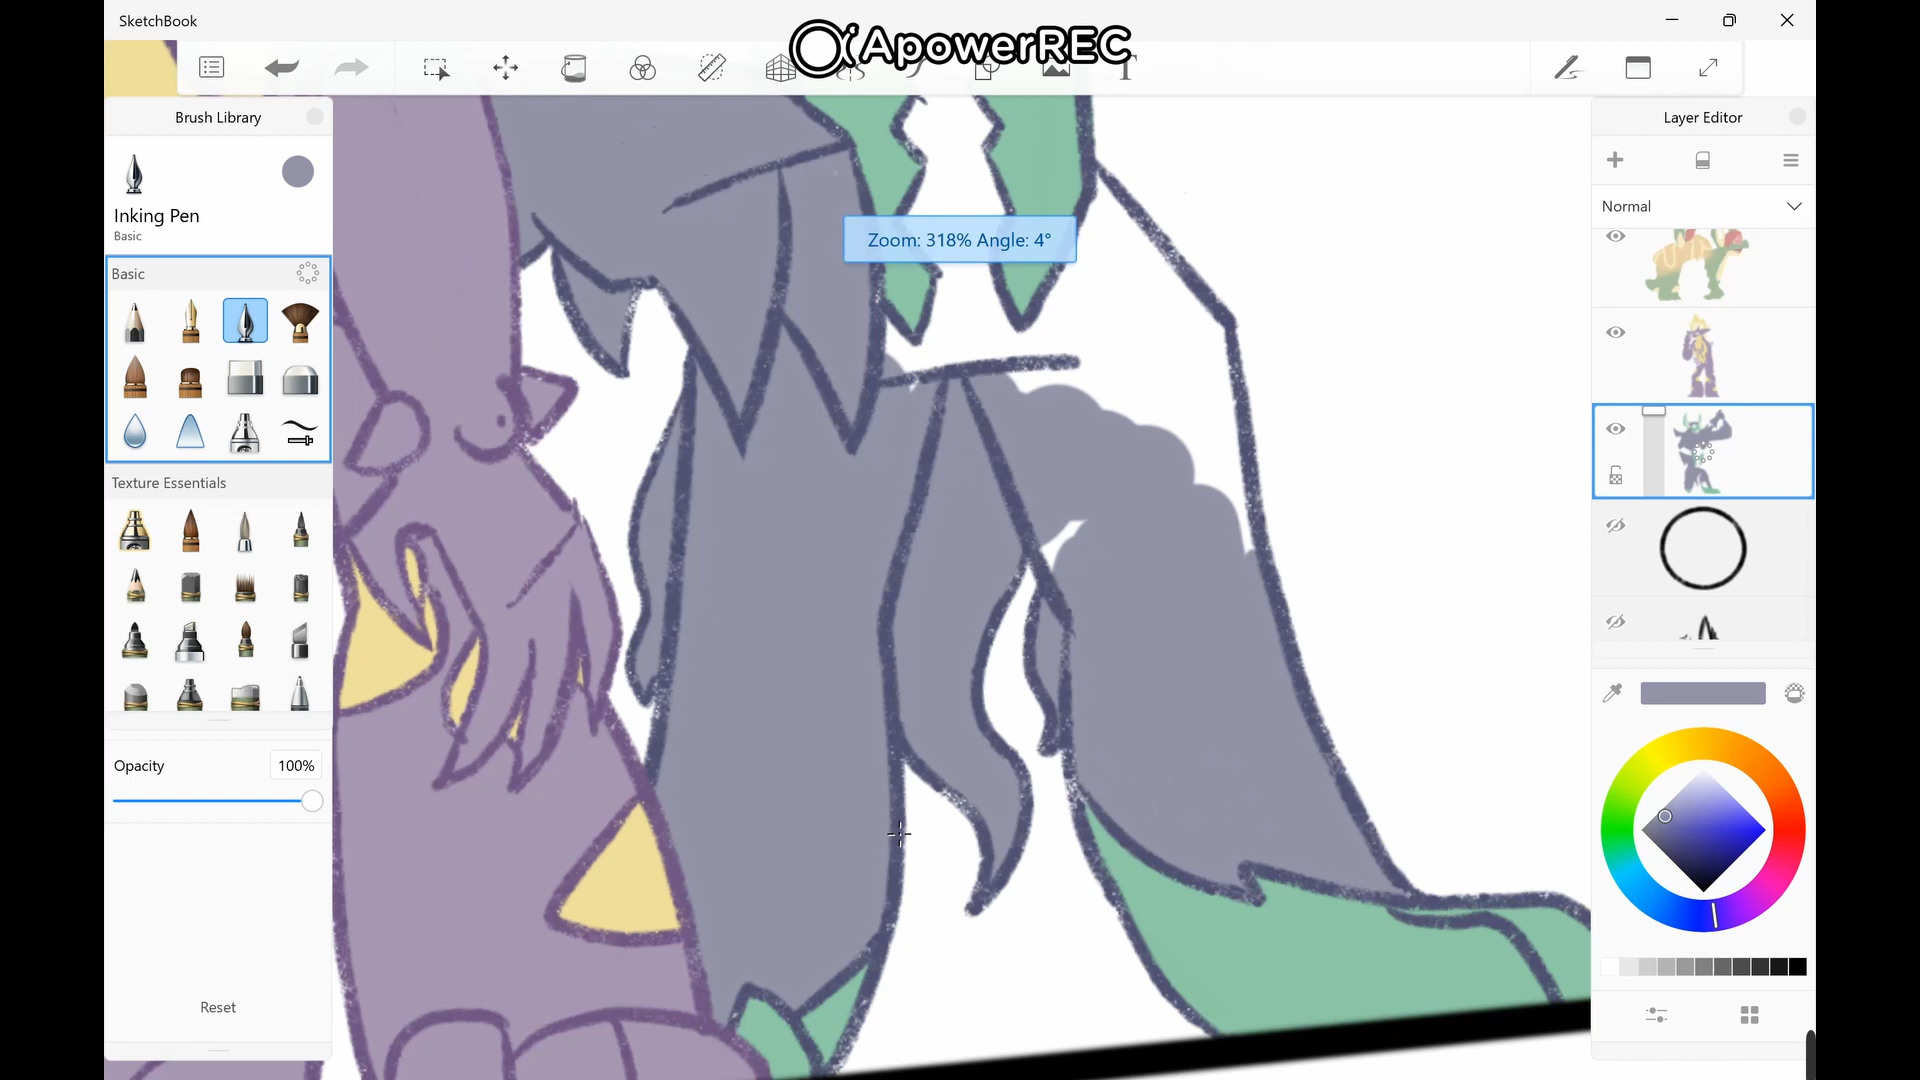 SketchBook
ApowerREC
T
Brush Library
Layer Editor
Inking Pen
Basic
Normal
Zoom: 318% Angle: 4°
Basic
Texture Essentials
Opacity
100%
Reset